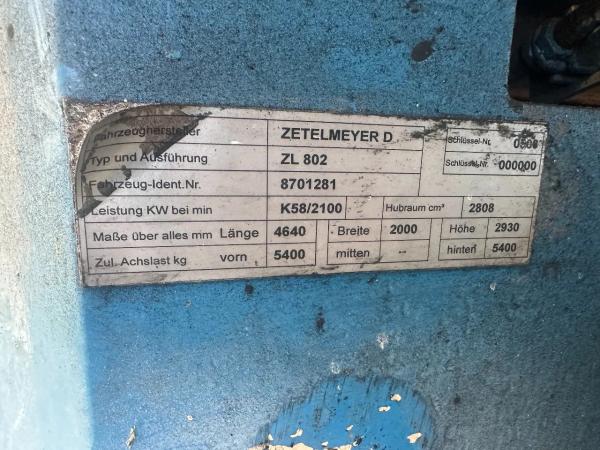 Fahrzeughersteller ZETELMEYER D Schlüssel-Nr.
Typ und Ausführung ZL 802 Schlüssel-Nr. 000000
Fahrzeug-Ident.Nr. 8701281
Leistung KW bei min K58/2100 Hubraum cm³ 2808
Maße über alles mm Länge 4640 Breite 2000 Höhe 2930
Zul. Achslast kg vorn 5400 mitten -- hinten 5400